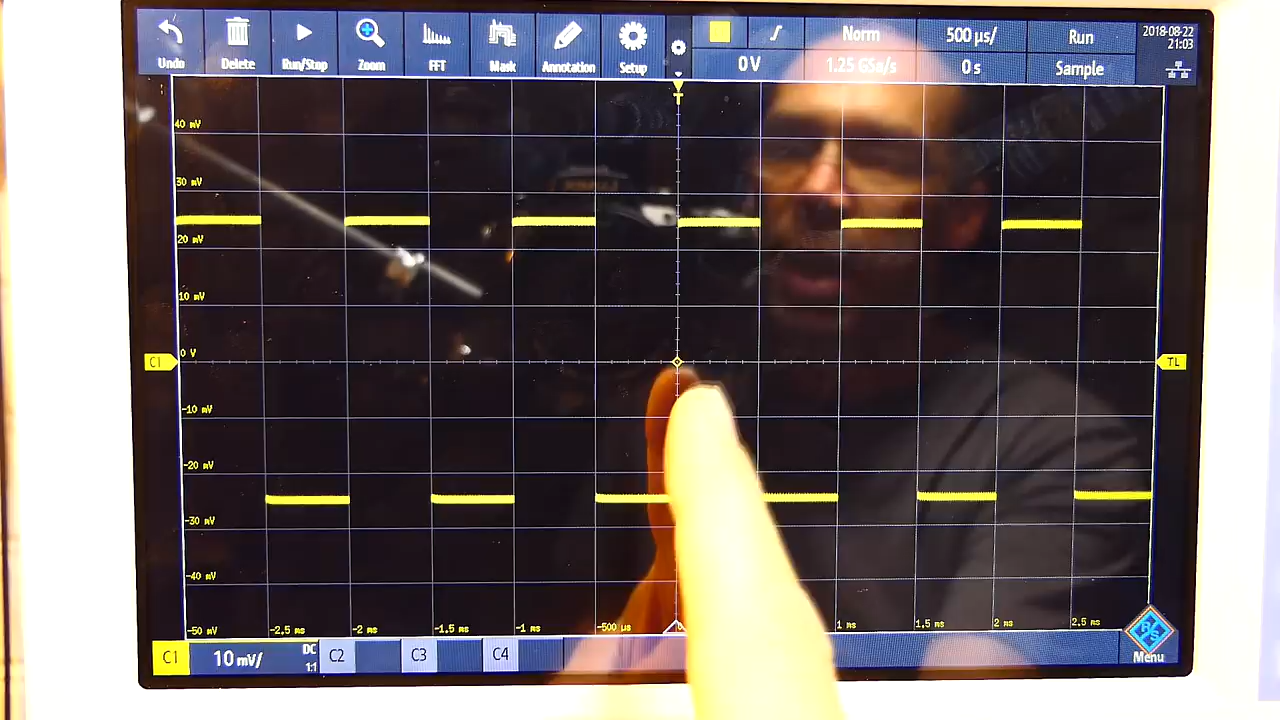 Undo Delete Run/Stop Zoom FFT Mask Annotation Setup
Norm 500 µs/ Run 2018-08-22
21:03
0 V 1.25 GSa/s 0 s Sample
T
40 mV
30 mV
20 mV
10 mV
C1 0 V TL
-10 mV
-20 mV
-30 mV
-40 mV
-50 mV -2.5 ms -2 ms -1.5 ms -1 ms -500 µs 0 1 ms 1.5 ms 2 ms 2.5 ms
C1 10 mV/ DC
1:1
C2 C3 C4
R/S
Menu